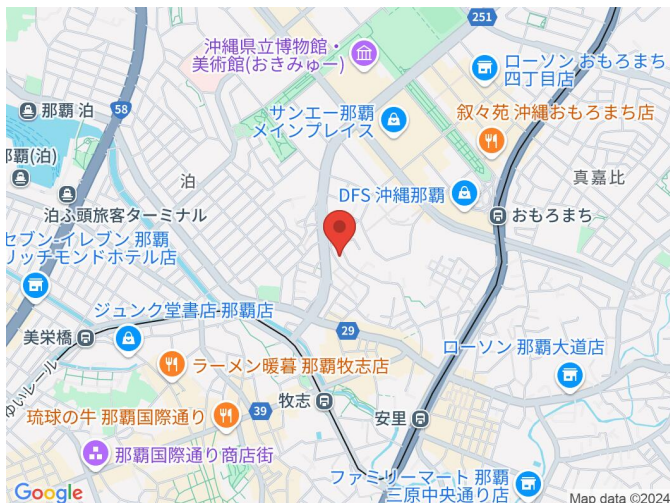 251
沖縄県立博物館・
美術館(おきみゅー)
ローソン おもろまち
四丁目店
那覇 泊
58
サンエー那覇
メインプレイス
叙々苑 沖縄おもろまち店
那覇(泊)
泊
真嘉比
DFS 沖縄那覇
泊ふ頭旅客ターミナル
おもろまち
セブン-イレブン 那覇
リッチモンドホテル店
ジュンク堂書店 那覇店
29
美栄橋
ローソン 那覇大道店
ラーメン暖暮 那覇牧志店
ゆいレール
牧志
琉球の牛 那覇国際通り
39
安里
那覇国際通り商店街
ファミリーマート 那覇
三原中央通り店
Google
Map data ©2024